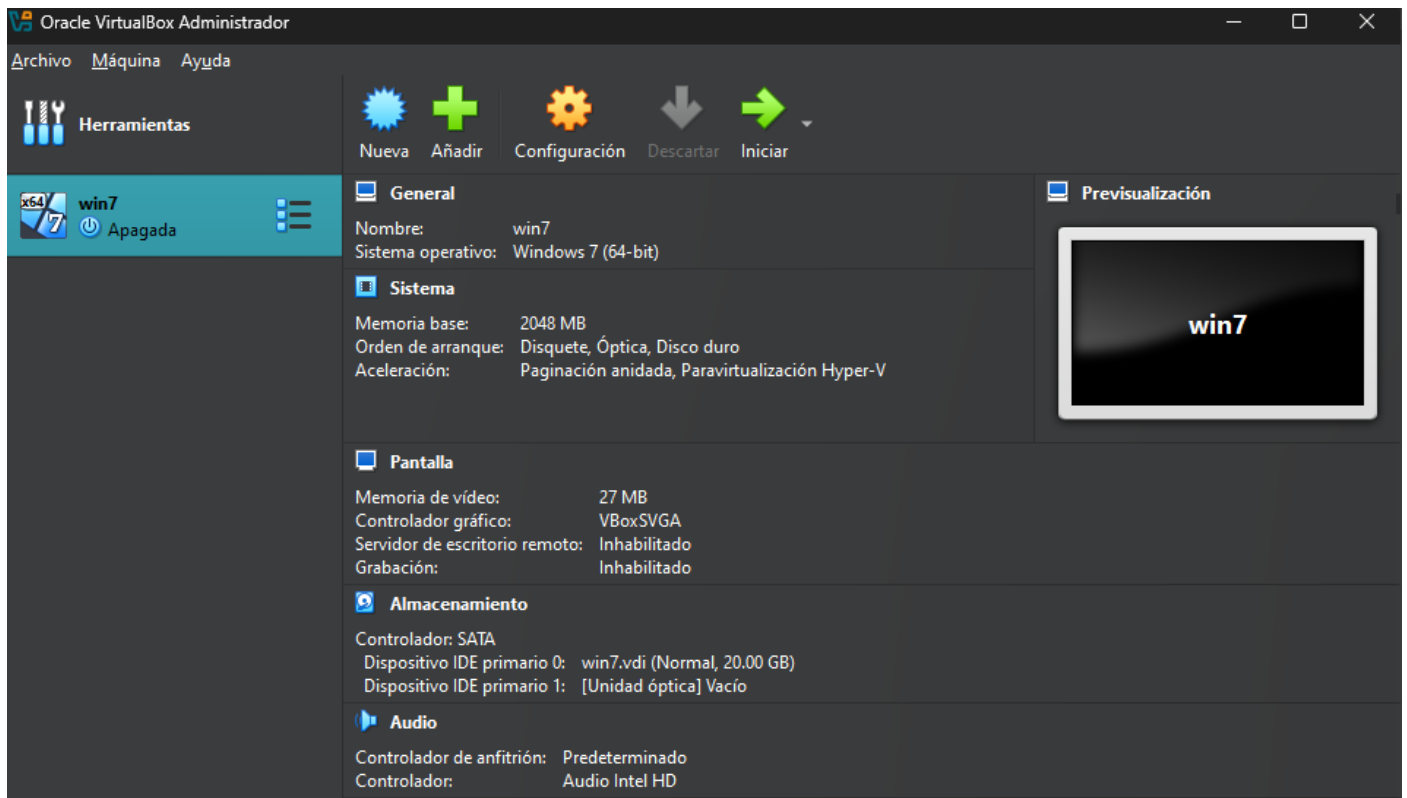 Oracle VirtualBox Administrador
Archivo Máquina Ayuda
Herramientas
Nueva Añadir Configuración Descartar Iniciar
x64 7
win7
Apagada
General
Nombre: win7
Sistema operativo: Windows 7 (64-bit)
Previsualización
win7
Sistema
Memoria base: 2048 MB
Orden de arranque: Disquete, Óptica, Disco duro
Aceleración: Paginación anidada, Paravirtualización Hyper-V
Pantalla
Memoria de vídeo: 27 MB
Controlador gráfico: VBoxSVGA
Servidor de escritorio remoto: Inhabilitado
Grabación: Inhabilitado
Almacenamiento
Controlador: SATA
Dispositivo IDE primario 0: win7.vdi (Normal, 20.00 GB)
Dispositivo IDE primario 1: [Unidad óptica] Vacío
Audio
Controlador de anfitrión: Predeterminado
Controlador: Audio Intel HD